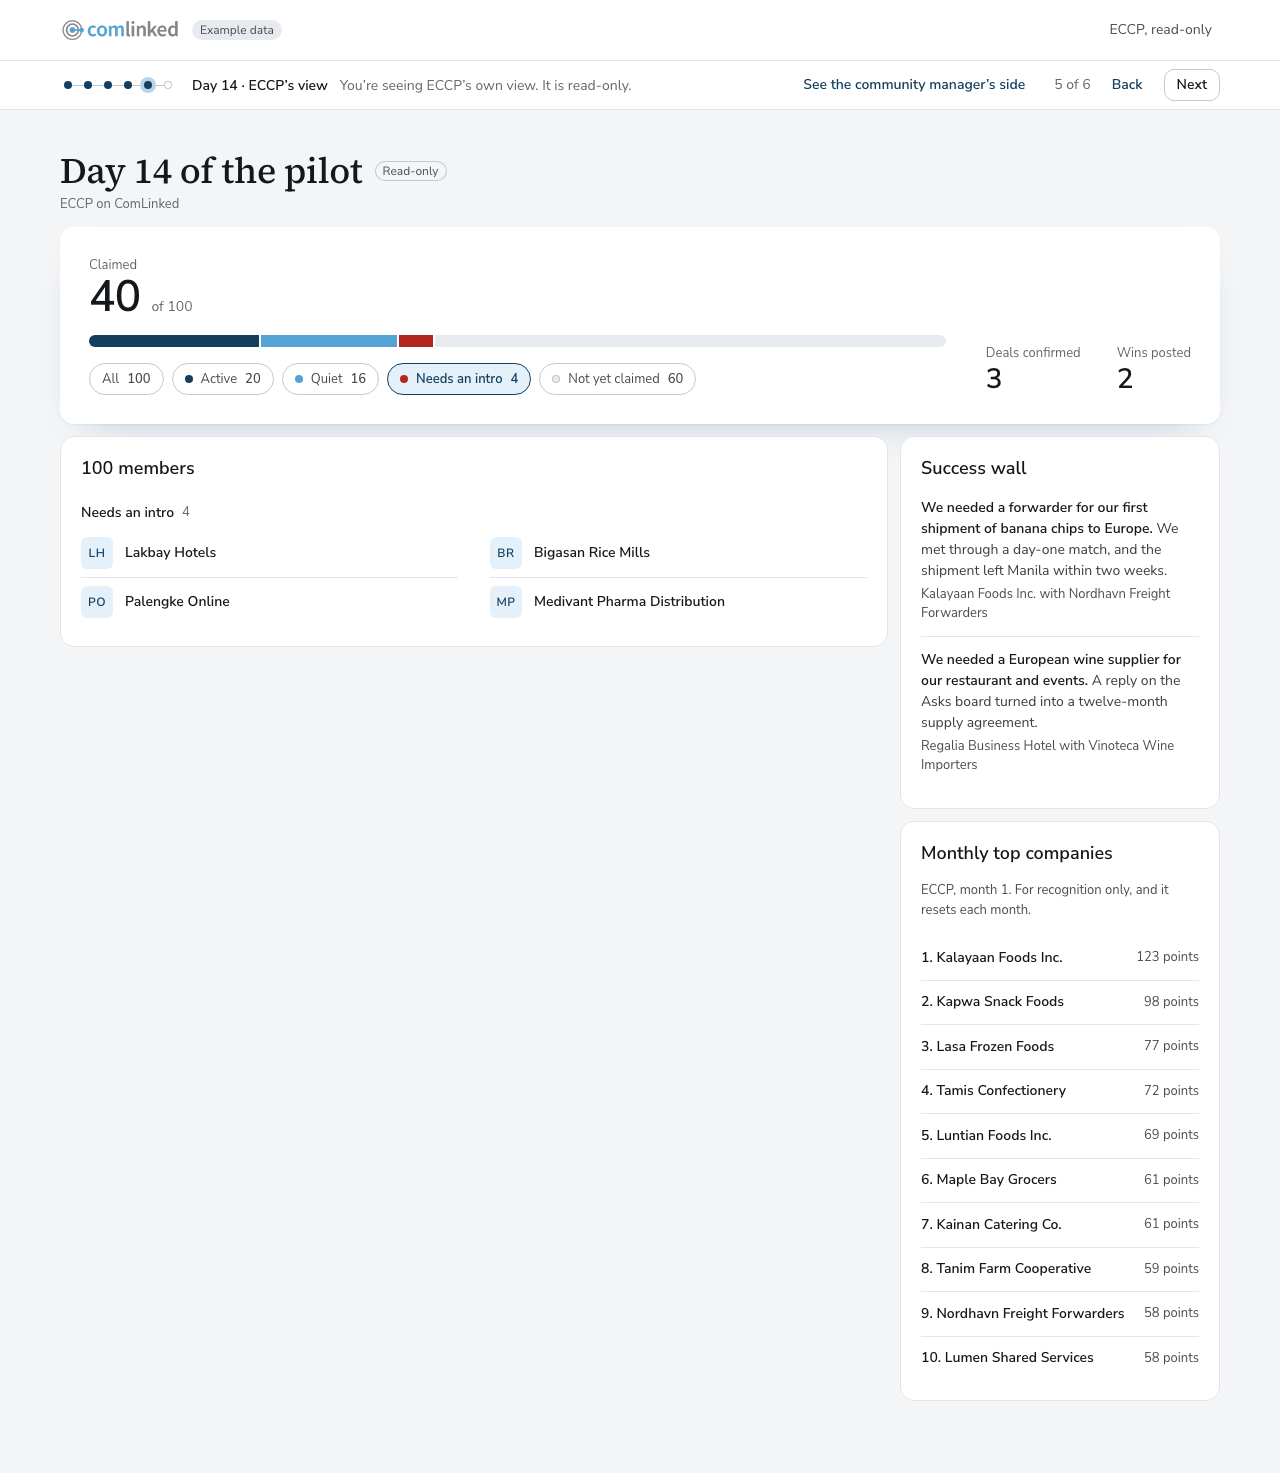 comlinked
Example data
ECCP, read-only
Day 14 · ECCP’s view
You’re seeing ECCP’s own view. It is read-only.
See the community manager’s side
5 of 6
Back
Next
Day 14 of the pilot
Read-only
ECCP on ComLinked
Claimed
40 of 100
All 100
Active 20
Quiet 16
Needs an intro 4
Not yet claimed 60
Deals confirmed
3
Wins posted
2
100 members
Needs an intro 4
LH Lakbay Hotels
BR Bigasan Rice Mills
PO Palengke Online
MP Medivant Pharma Distribution
Success wall
We needed a forwarder for our first
shipment of banana chips to Europe. We
met through a day-one match, and the
shipment left Manila within two weeks.
Kalayaan Foods Inc. with Nordhavn Freight
Forwarders
We needed a European wine supplier for
our restaurant and events. A reply on the
Asks board turned into a twelve-month
supply agreement.
Regalia Business Hotel with Vinoteca Wine
Importers
Monthly top companies
ECCP, month 1. For recognition only, and it
resets each month.
1. Kalayaan Foods Inc. 123 points
2. Kapwa Snack Foods 98 points
3. Lasa Frozen Foods 77 points
4. Tamis Confectionery 72 points
5. Luntian Foods Inc. 69 points
6. Maple Bay Grocers 61 points
7. Kainan Catering Co. 61 points
8. Tanim Farm Cooperative 59 points
9. Nordhavn Freight Forwarders 58 points
10. Lumen Shared Services 58 points